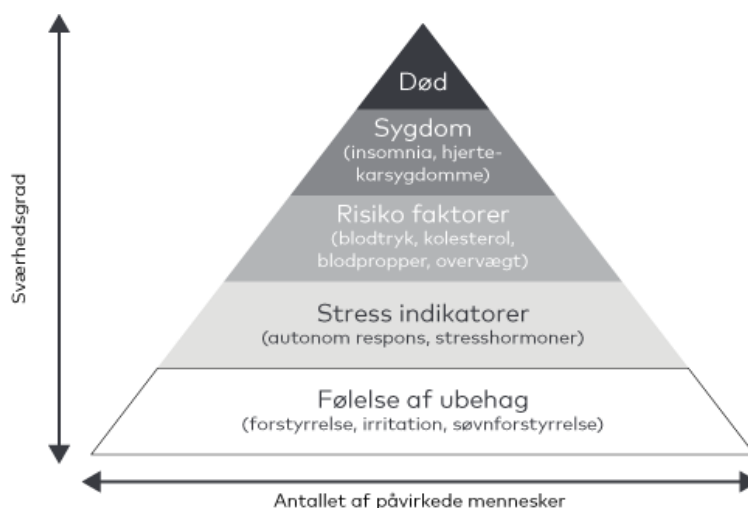 Død
Sygdom
(insomnia, hjerte-
karsygdomme)
Risiko faktorer
(blodtryk, kolesterol,
blodpropper, overvægt)
Stress indikatorer
(autonom respons, stresshormoner)
Følelse af ubehag
(forstyrrelse, irritation, søvnforstyrrelse)
Sværhedsgrad
Antallet af påvirkede mennesker